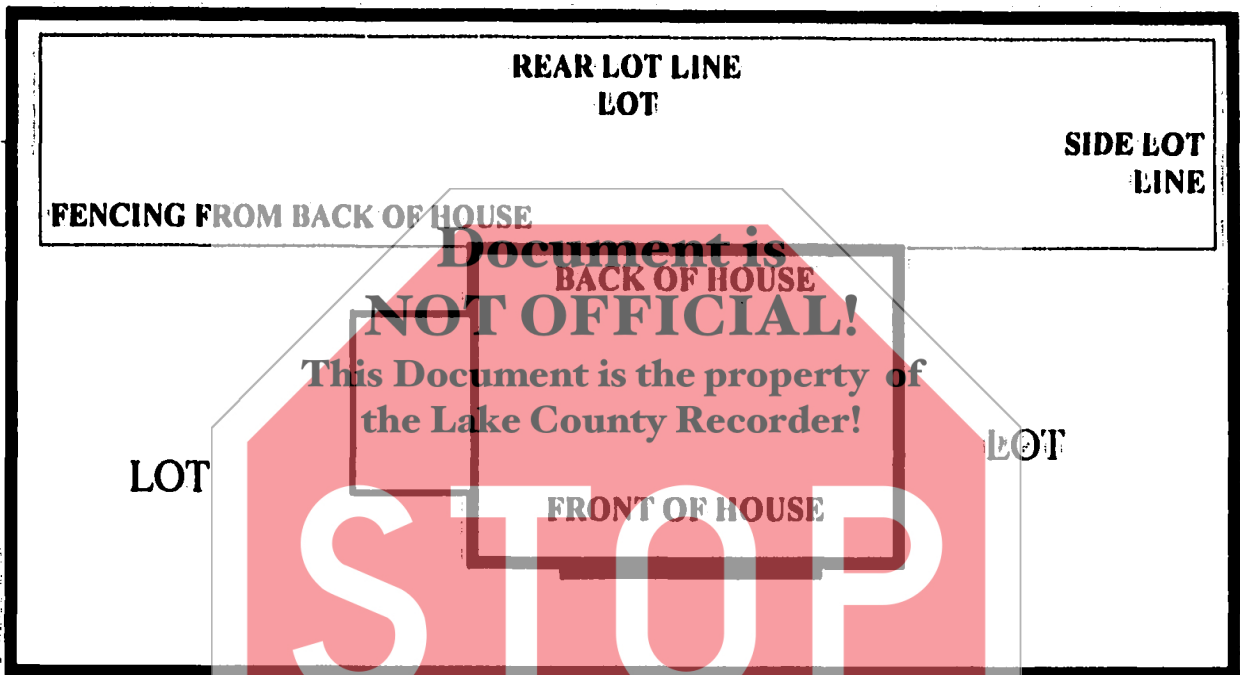 REAR LOT LINE
LOT
SIDE LOT
LINE
FENCING FROM BACK OF HOUSE
Document is
BACK OF HOUSE
NOT OFFICIAL!
This Document is the property of
the Lake County Recorder!
LOT
LOT
FRONT OF HOUSE
STOP